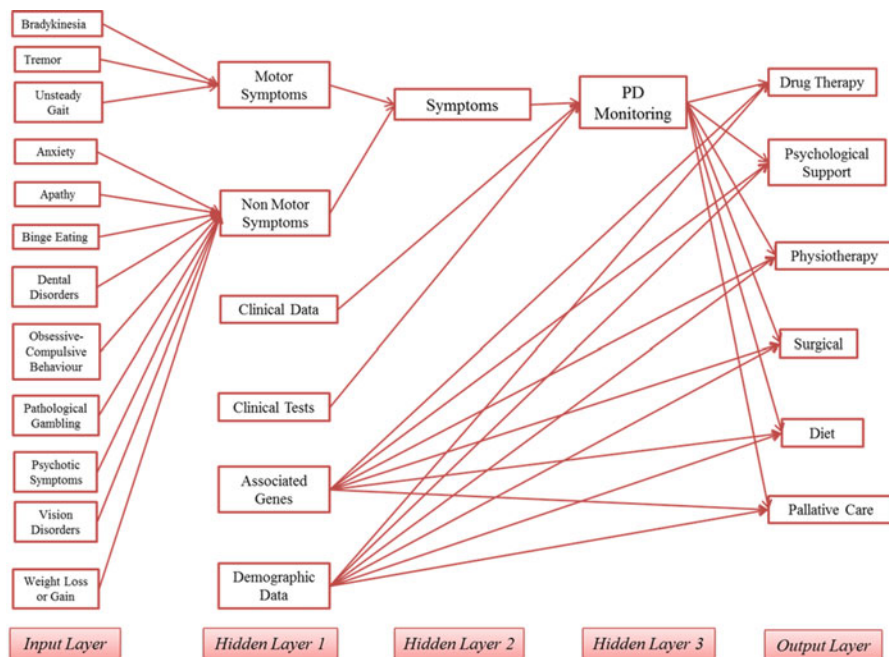 Bradykinesia
Tremor
Unsteady
Gait
Anxiety
Apathy
Binge Eating
Dental
Disorders
Obsessive-
Compulsive
Behaviour
Pathological
Gambling
Psychotic
Symptoms
Vision
Disorders
Weight Loss
or Gain
Input Layer
Motor
Symptoms
Non Motor
Symptoms
Clinical Data
Clinical Tests
Associated
Genes
Demographic
Data
Hidden Layer 1
Symptoms
Hidden Layer 2
PD
Monitoring
Hidden Layer 3
Drug Therapy
Psychological
Support
Physiotherapy
Surgical
Diet
Pallative Care
Output Layer